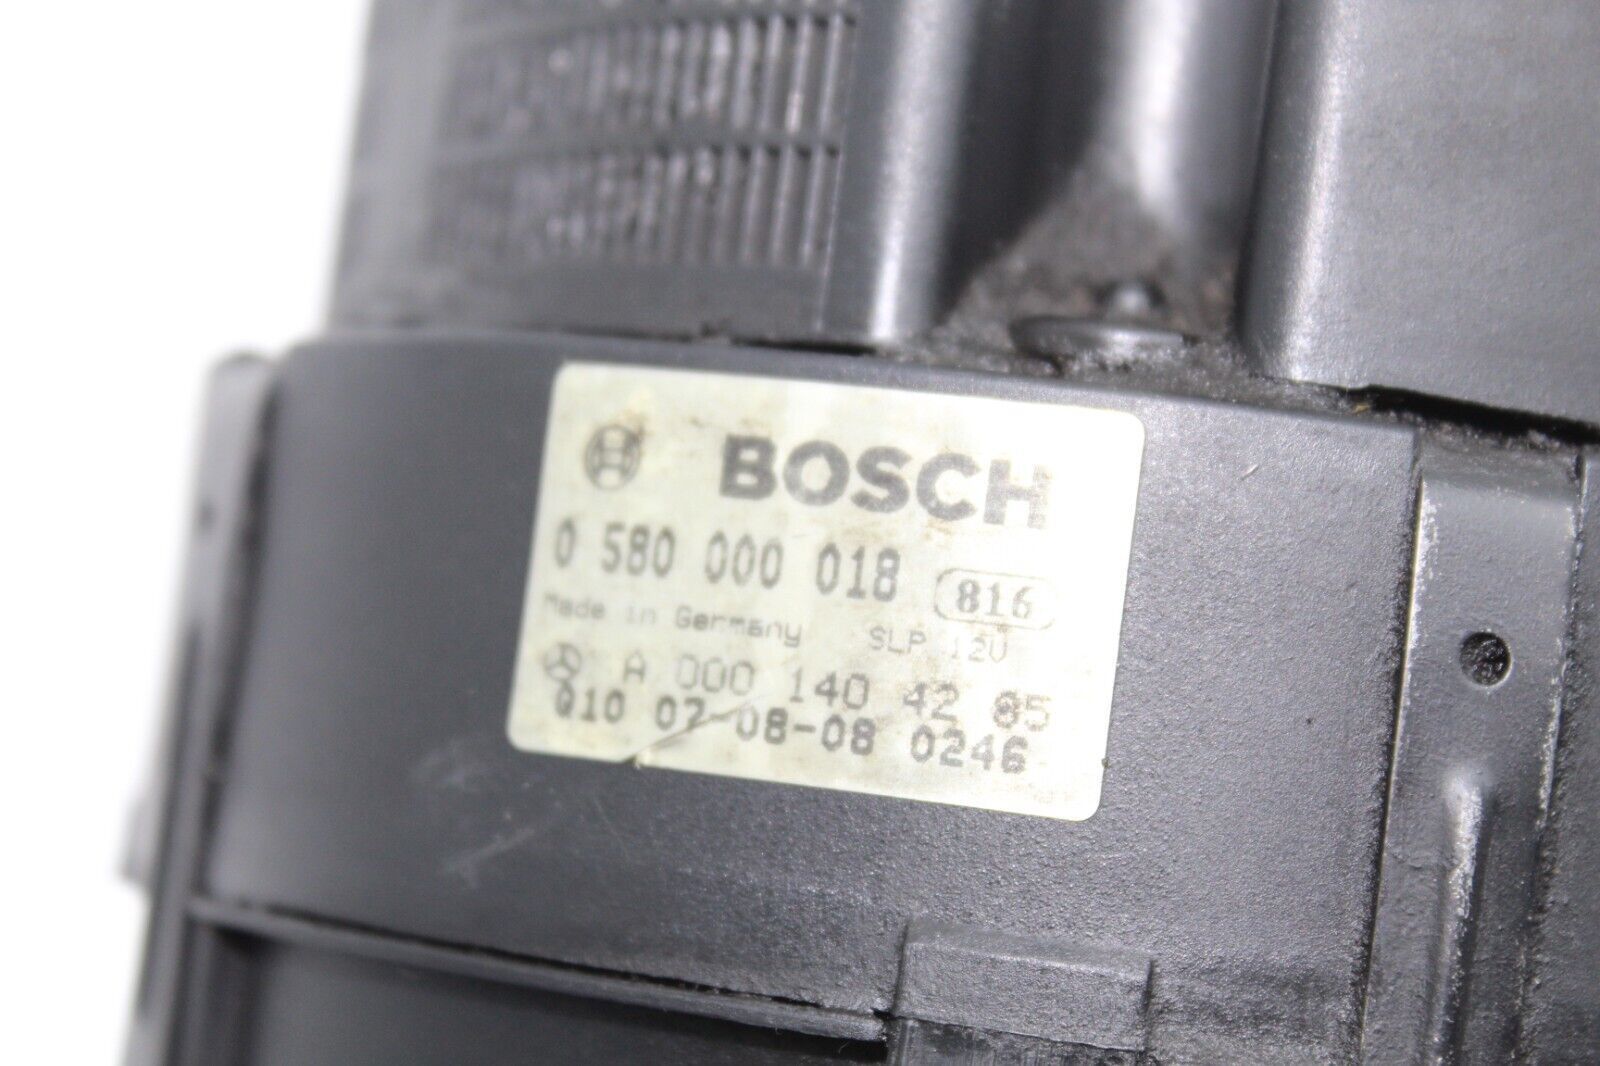 BOSCH
0 580 000 018 816
Made in Germany SLP 12V
A 000 140 42 85
Q10 07-08-08 0246